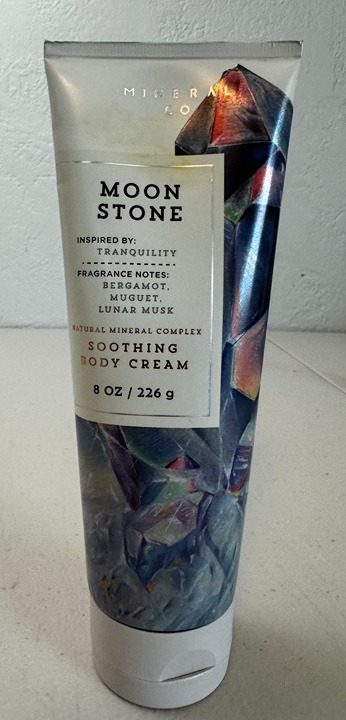 MINERAL
CO
MOON
STONE
INSPIRED BY:
TRANQUILITY
FRAGRANCE NOTES:
BERGAMOT,
MUGUET,
LUNAR MUSK
NATURAL MINERAL COMPLEX
SOOTHING
BODY CREAM
8 OZ / 226 g